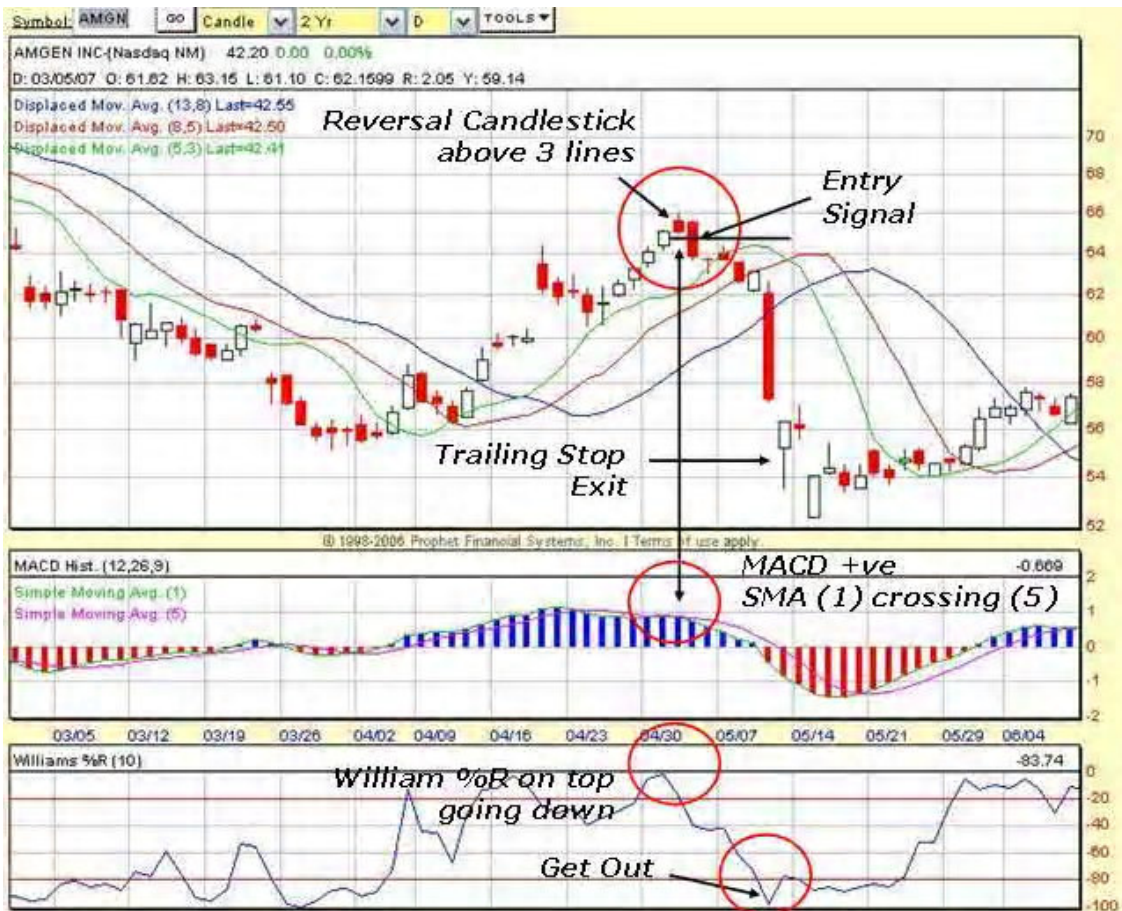 Symbol: AMGN GO Candle 2 Yr D TOOLS
AMGEN INC-(Nasdaq NM) 42.20 0.00 0.00%
D: 03/05/07 O: 61.62 H: 63.15 L: 61.10 C: 62.1599 R: 2.05 Y: 59.14
Displaced Mov. Avg. (13,8) Last=42.55
Displaced Mov. Avg. (8,5) Last=42.50
Displaced Mov. Avg. (5,3) Last=42.41
Reversal Candlestick
above 3 lines
Entry
Signal
70
68
66
64
62
60
58
56
54
52
Trailing Stop
Exit
© 1998-2006 Prophet Financial Systems, Inc. | Terms of use apply.
MACD Hist. (12,26,9) -0.669
Simple Moving Avg. (1)
Simple Moving Avg. (5)
MACD +ve
SMA (1) crossing (5)
2
1
0
-1
-2
03/05 03/12 03/19 03/26 04/02 04/09 04/16 04/23 04/30 05/07 05/14 05/21 05/29 06/04
Williams %R (10) -83.74
William %R on top
going down
Get Out
0
-20
-40
-60
-80
-100